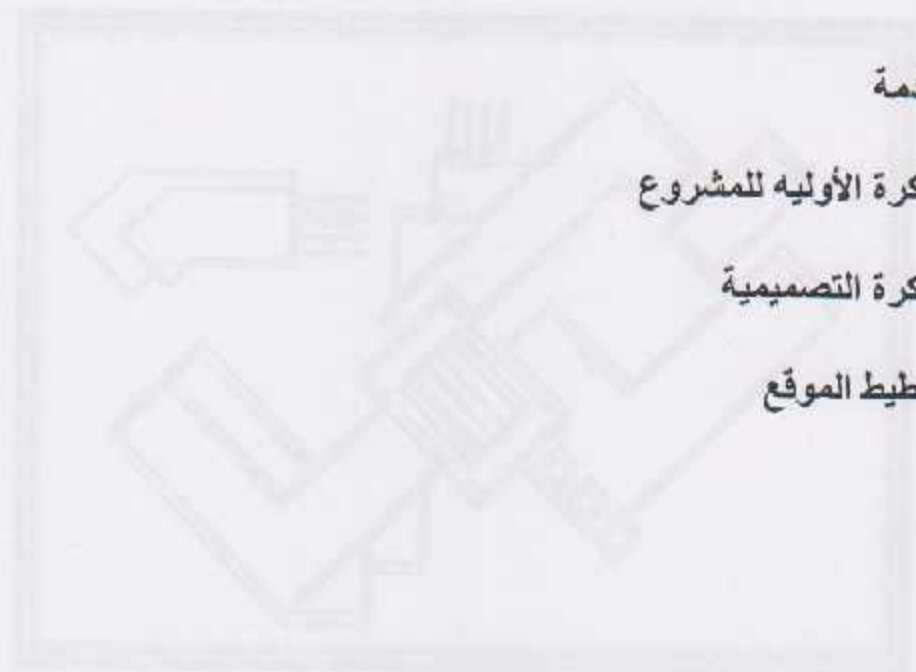 دمة
كرة الأوليه للمشروع
كرة التصميمية
طيط الموقع